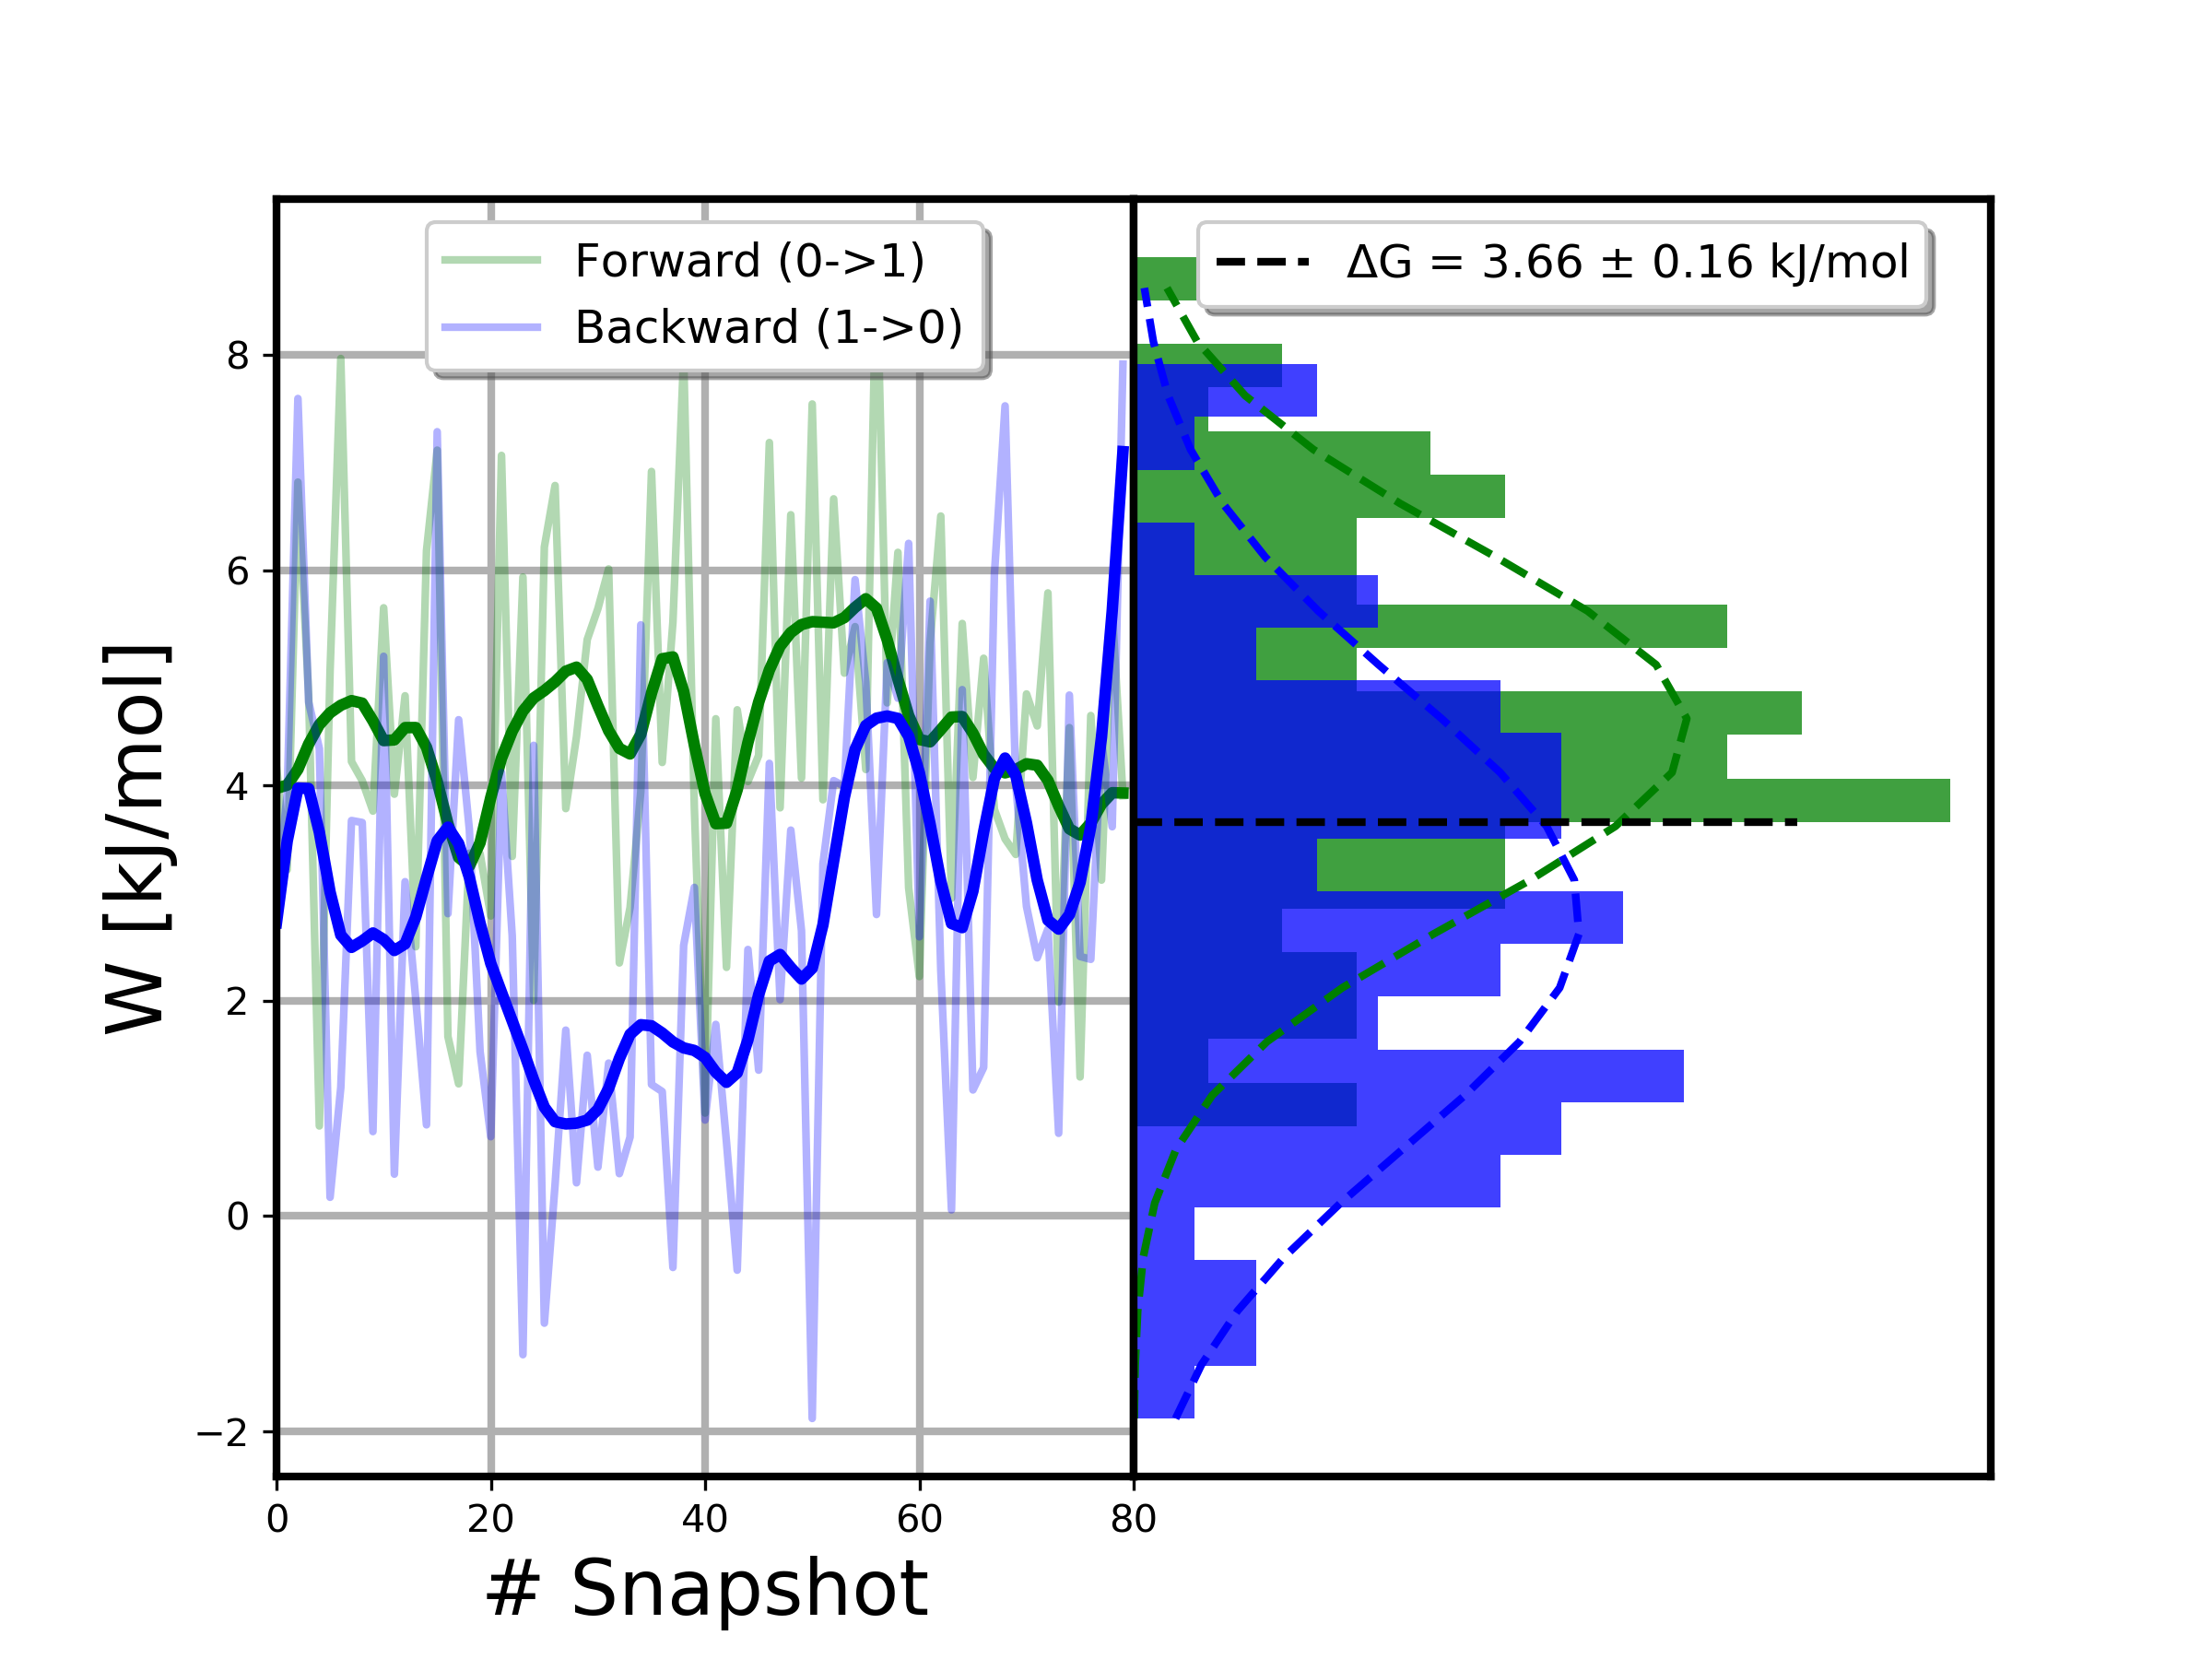 Forward (0->1)
Backward (1->0)
ΔG = 3.66 ± 0.16 kJ/mol
W [kJ/mol]
8
6
4
2
0
−2
0 20 40 60 80
# Snapshot